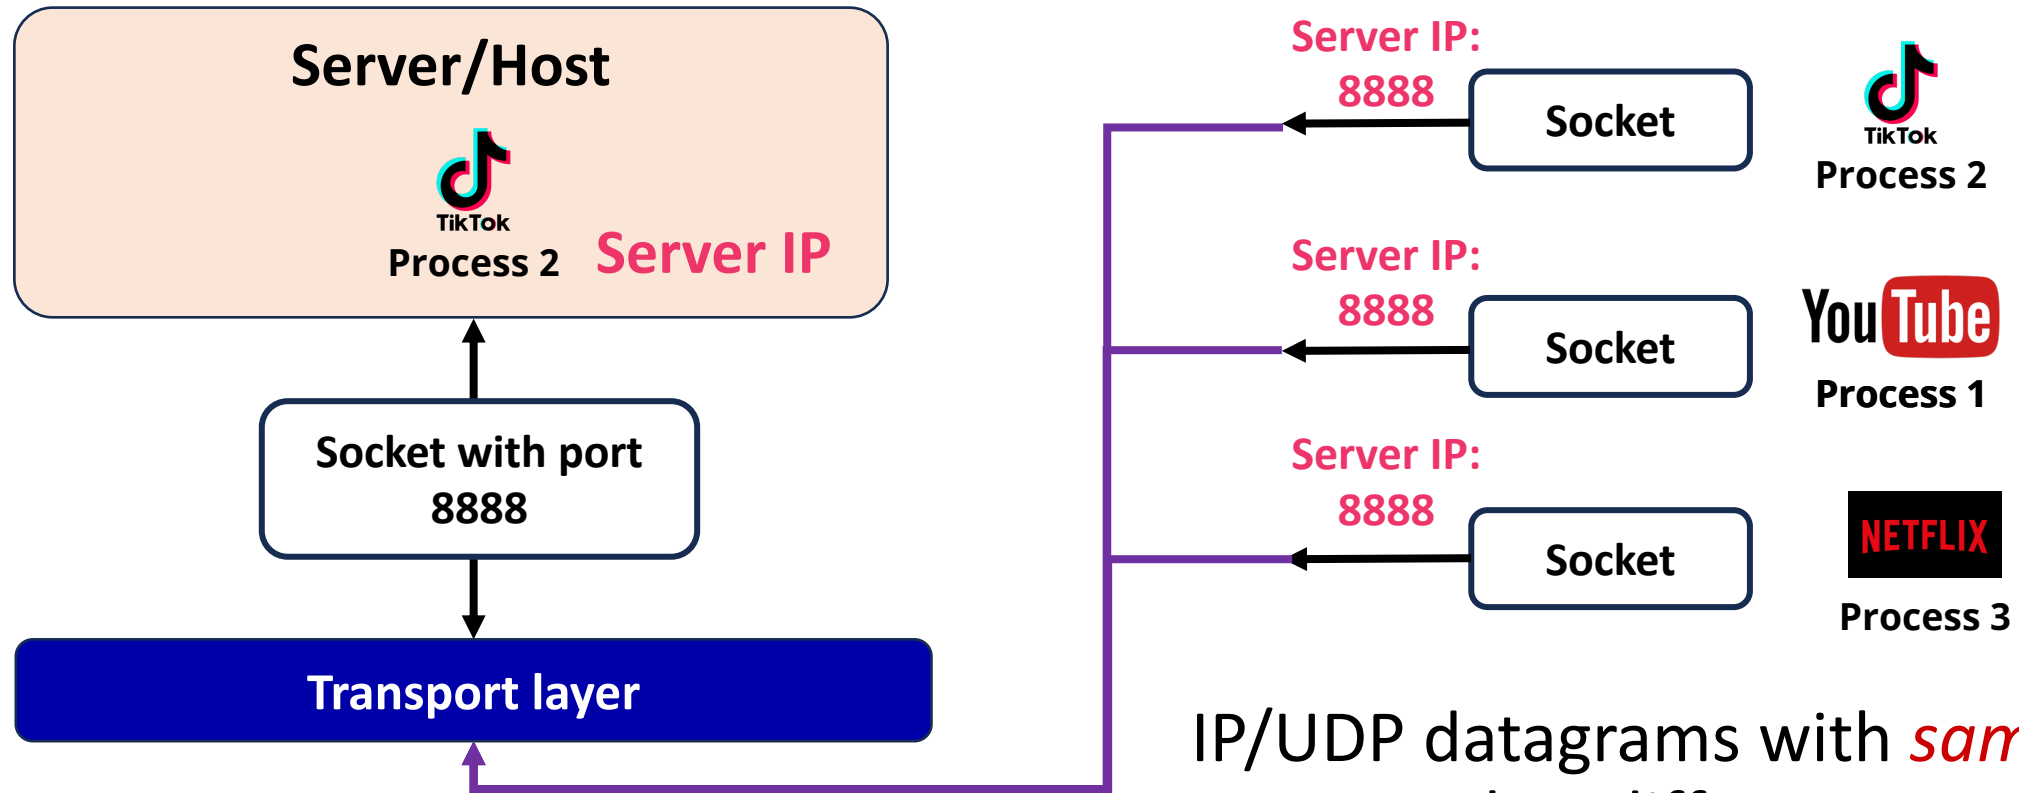 Server/Host
TikTok
Process 2
Server IP
Socket with port
8888
Transport layer
Server IP:
8888
Socket
TikTok
Process 2
Server IP:
8888
Socket
YouTube
Process 1
Server IP:
8888
Socket
NETFLIX
Process 3
IP/UDP datagrams with